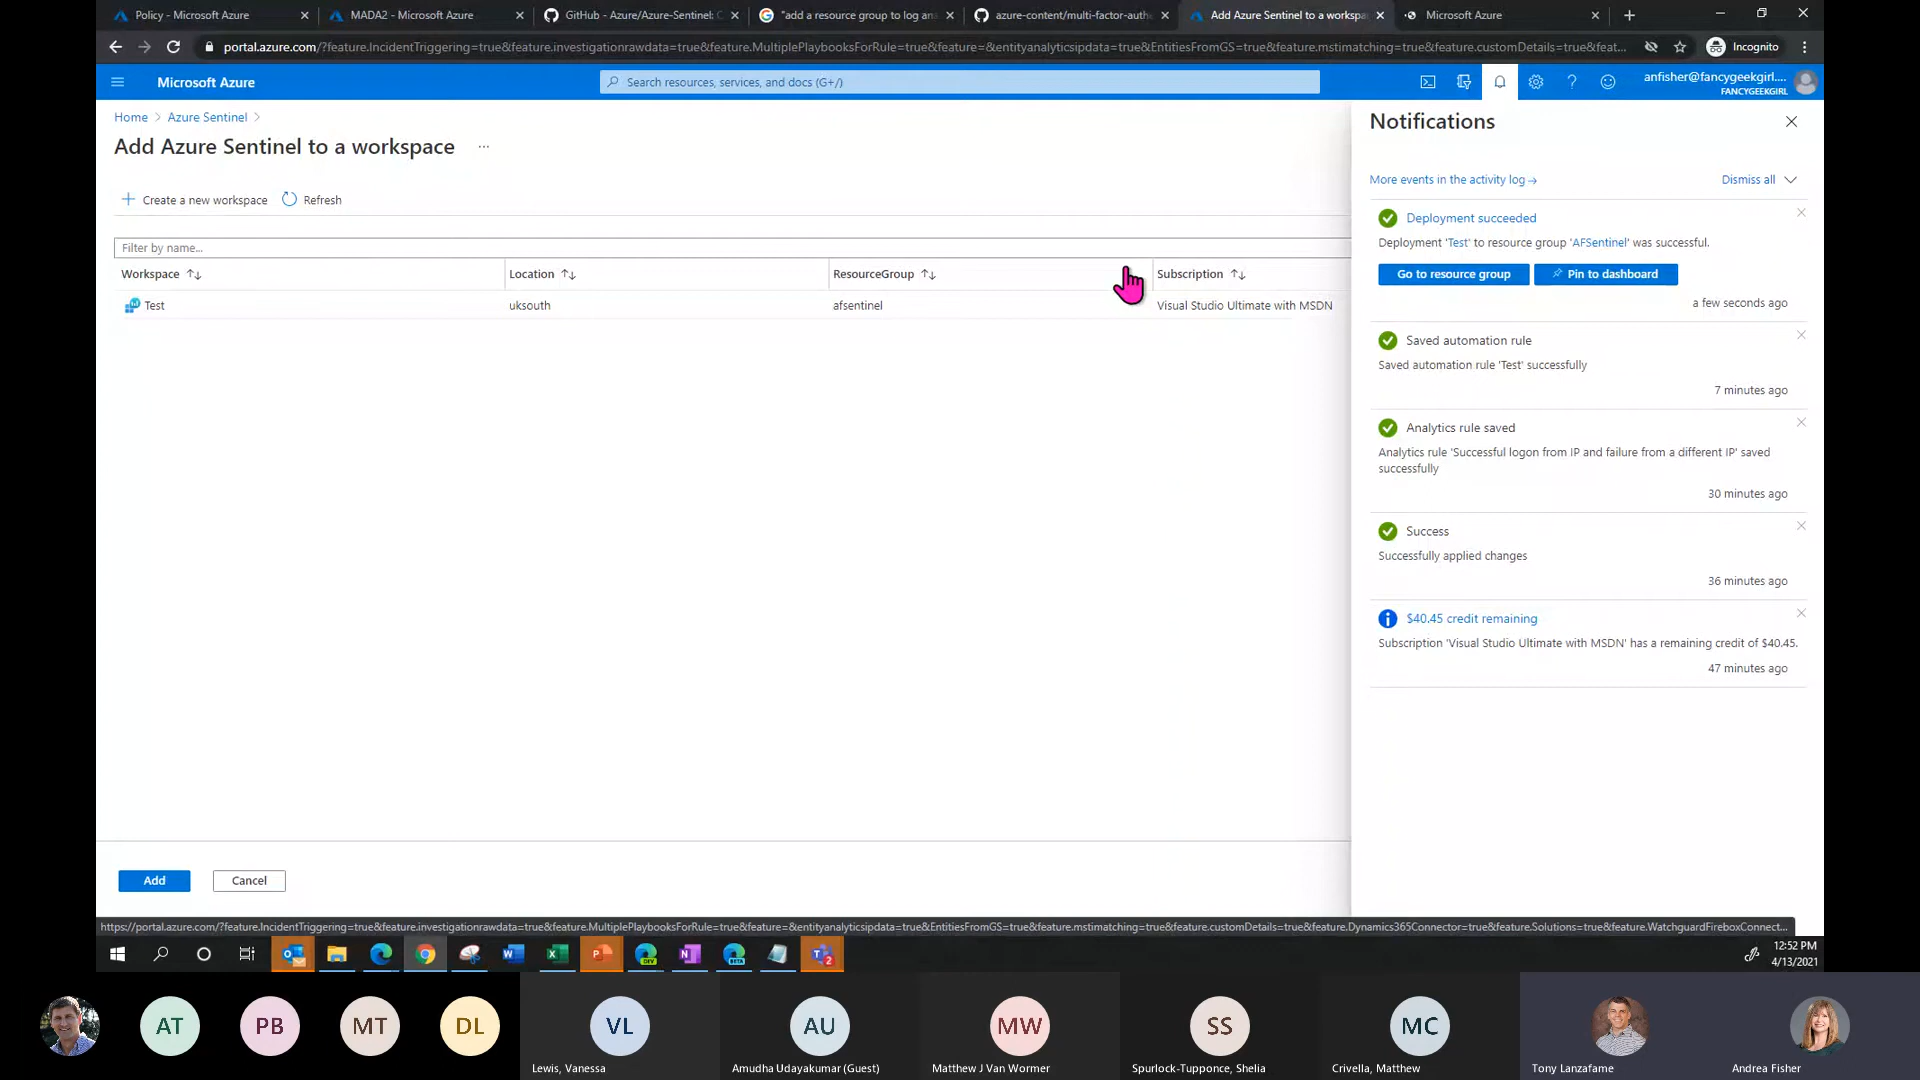 Policy - Microsoft Azure
MADA2 - Microsoft Azure
GitHub - Azure/Azure-Sentinel: C
"add a resource group to log an
azure-content/multi-factor-auth
Add Azure Sentinel to a workspa
Microsoft Azure
portal.azure.com/?feature.IncidentTriggering=true&feature.investigationrawdata=true&feature.MultiplePlaybooksForRule=true&feature=&entityanalyticsipdata=true&EntitiesFromGS=true&feature.mstimatching=true&feature.customDetails=true&feat...
Incognito
Microsoft Azure
Search resources, services, and docs (G+/)
anfisher@fancygeekgirl....
FANCYGEEKGIRL
Home > Azure Sentinel >
Add Azure Sentinel to a workspace ...
Create a new workspace
Refresh
Filter by name...
Workspace
Location
ResourceGroup
Subscription
Test
uksouth
afsentinel
Visual Studio Ultimate with MSDN
Add
Cancel
Notifications
More events in the activity log →
Dismiss all
Deployment succeeded
Deployment 'Test' to resource group 'AFSentinel' was successful.
Go to resource group
Pin to dashboard
a few seconds ago
Saved automation rule
Saved automation rule 'Test' successfully
7 minutes ago
Analytics rule saved
Analytics rule 'Successful logon from IP and failure from a different IP' saved
successfully
30 minutes ago
Success
Successfully applied changes
36 minutes ago
$40.45 credit remaining
Subscription 'Visual Studio Ultimate with MSDN' has a remaining credit of $40.45.
47 minutes ago
https://portal.azure.com/?feature.IncidentTriggering=true&feature.investigationrawdata=true&feature.MultiplePlaybooksForRule=true&feature=&entityanalyticsipdata=true&EntitiesFromGS=true&feature.mstimatching=true&feature.customDetails=true&feature.Dynamics365Connector=true&feature.Solutions=true&feature.WatchguardFireboxConnect...
12:52 PM
4/13/2021
AT
PB
MT
DL
VL
AU
MW
SS
MC
Lewis, Vanessa
Amudha Udayakumar (Guest)
Matthew J Van Wormer
Spurlock-Tupponce, Shelia
Crivella, Matthew
Tony Lanzafame
Andrea Fisher